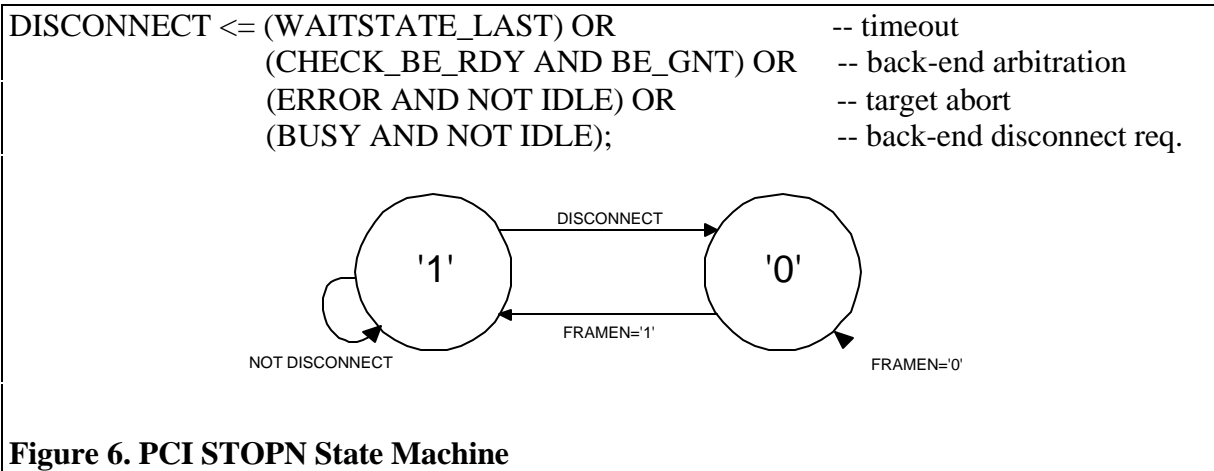 DISCONNECT <= (WAITSTATE_LAST) OR -- timeout
(CHECK_BE_RDY AND BE_GNT) OR -- back-end arbitration
(ERROR AND NOT IDLE) OR -- target abort
(BUSY AND NOT IDLE); -- back-end disconnect req.
DISCONNECT
'1' '0'
FRAMEN='1'
NOT DISCONNECT FRAMEN='0'
Figure 6. PCI STOPN State Machine